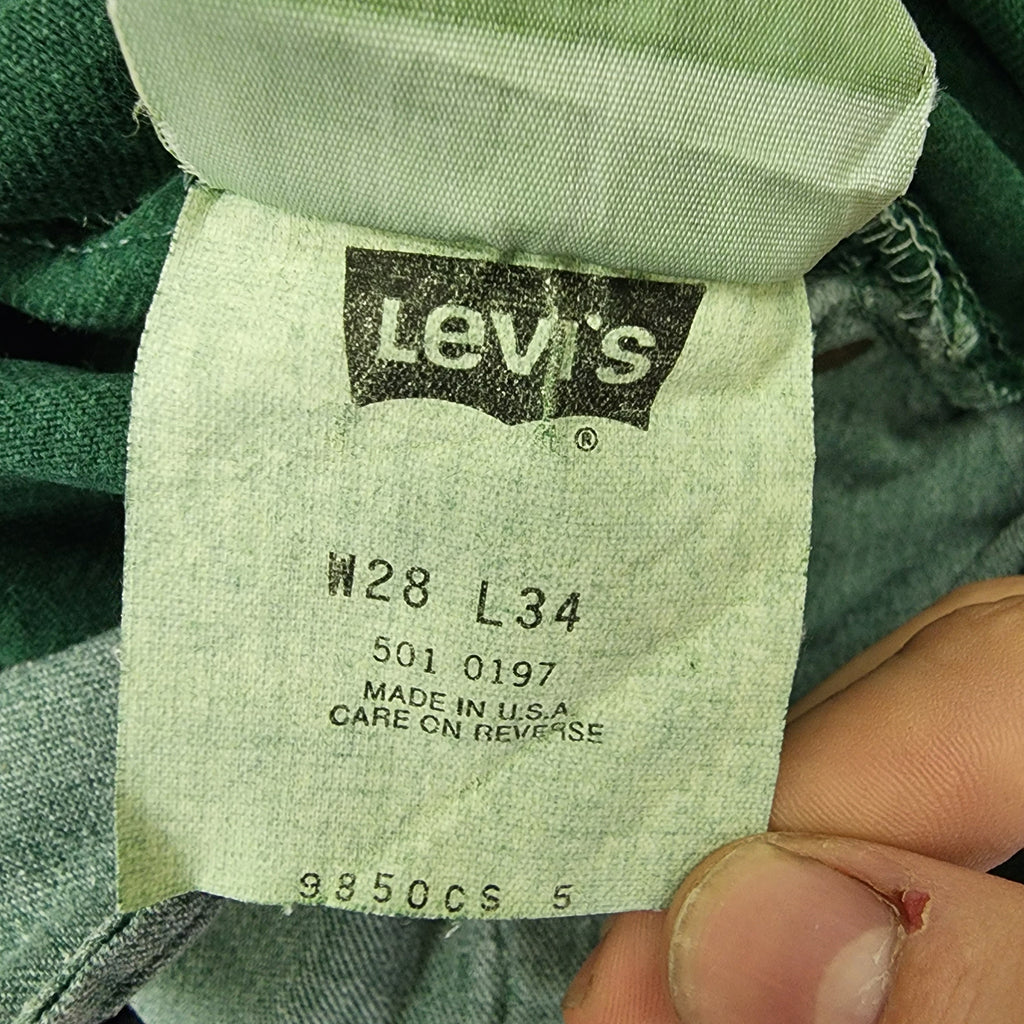 LEVI'S
®
W28 L34
501 0197
MADE IN U.S.A.
CARE ON REVERSE
9850CS 5